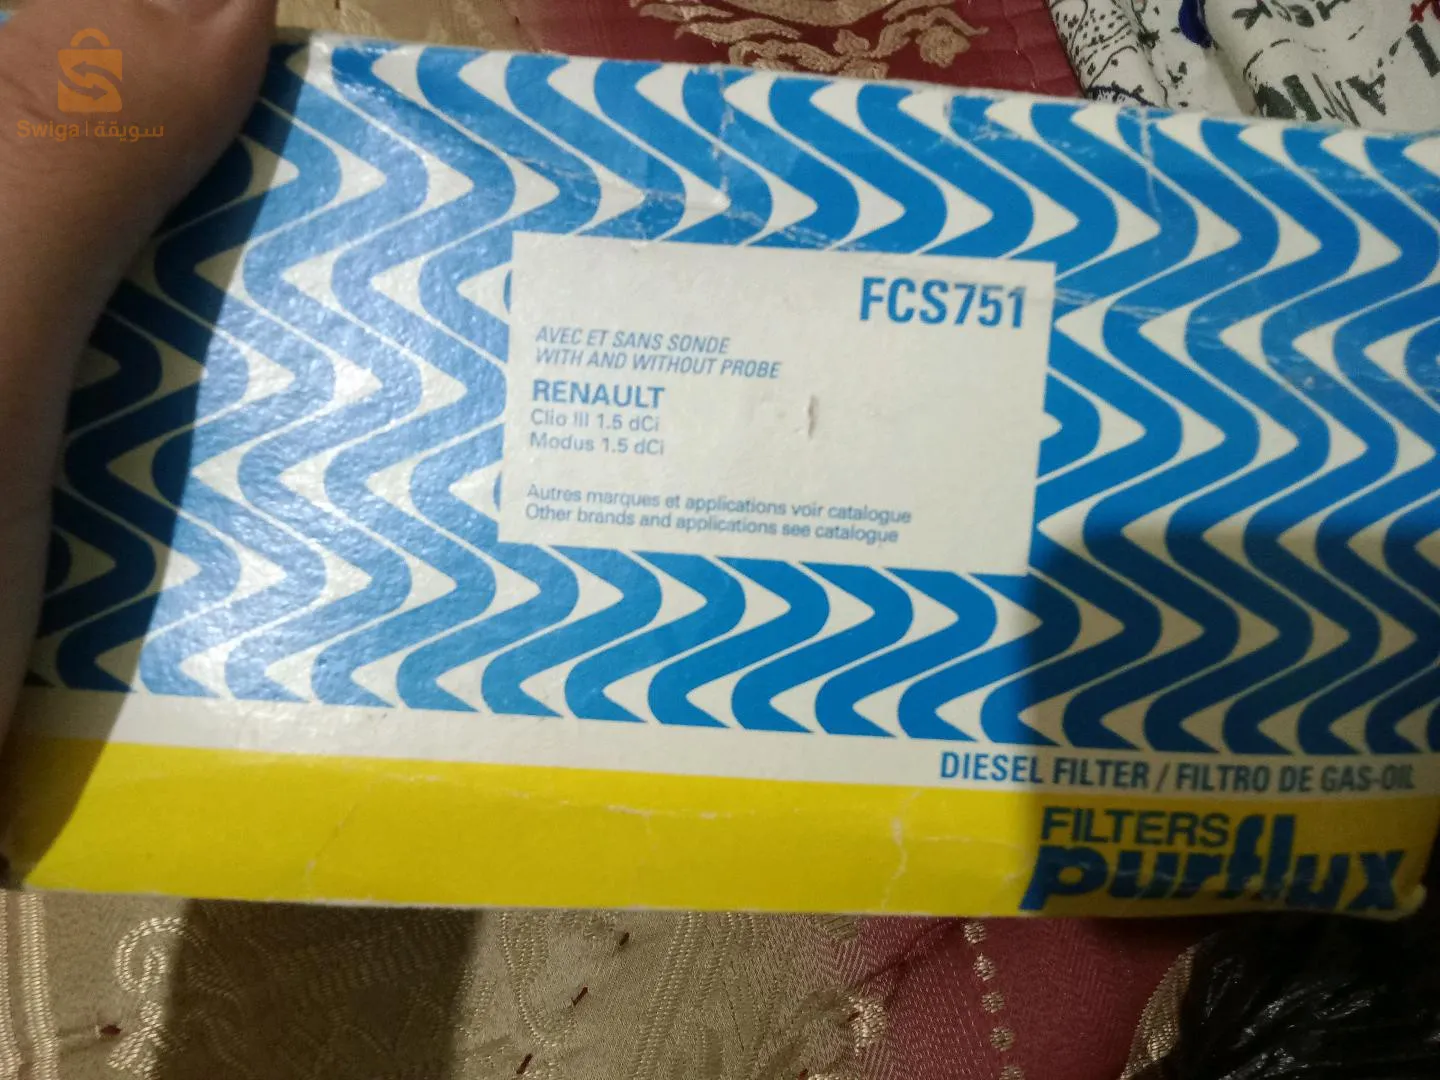 Swiga | سويقة
FCS751
AVEC ET SANS SONDE
WITH AND WITHOUT PROBE
RENAULT
Clio III 1.5 dCi
Modus 1.5 dCi
Autres marques et applications voir catalogue
Other brands and applications see catalogue
DIESEL FILTER / FILTRO DE GAS-OIL
FILTERS
purflux